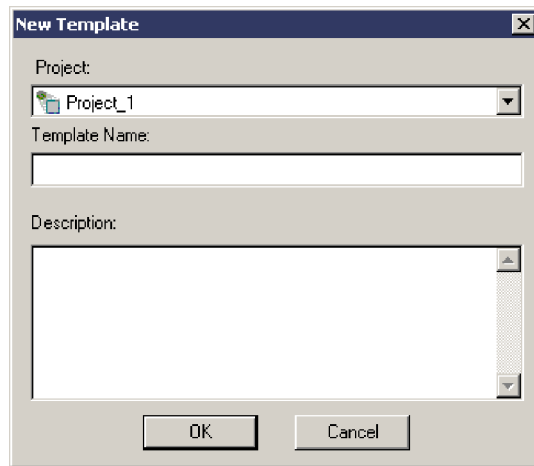 New Template
Project:
Project_1
Template Name:
Description:
OK Cancel